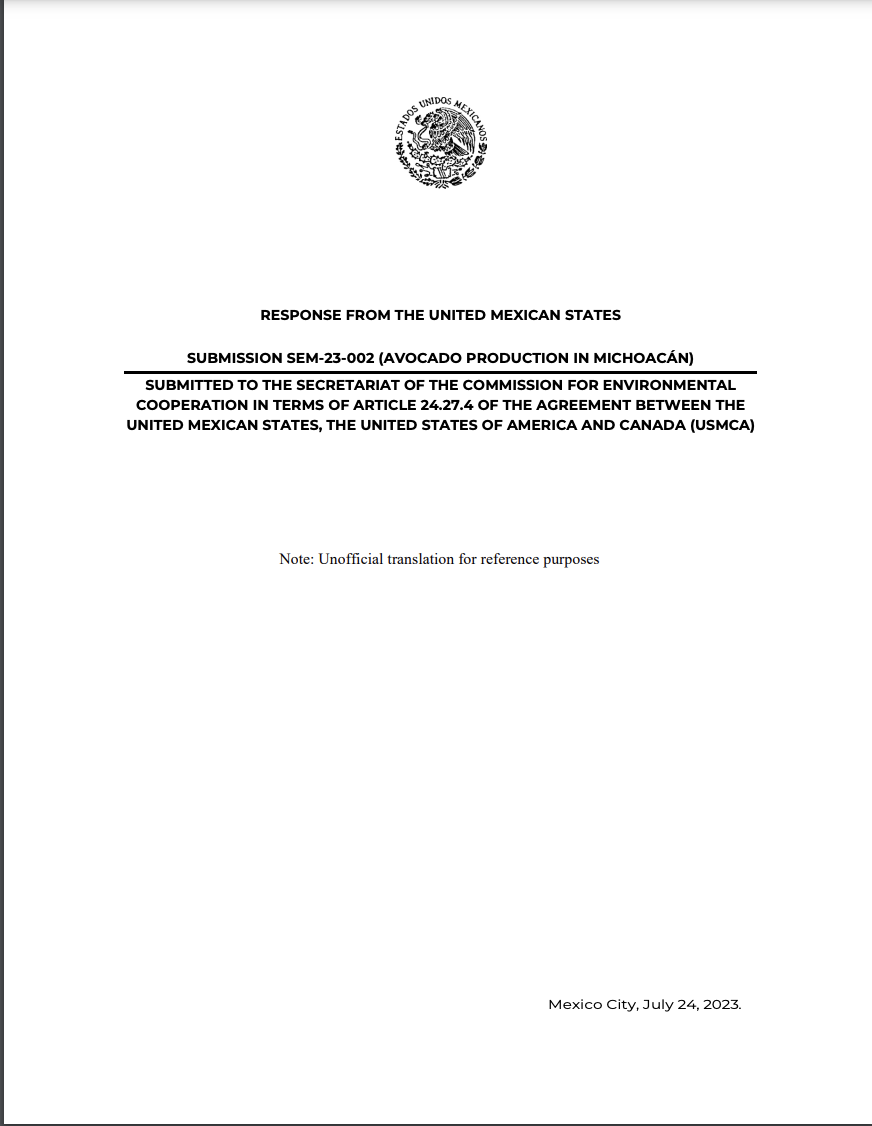 ESTADOS UNIDOS MEXICANOS
RESPONSE FROM THE UNITED MEXICAN STATES
SUBMISSION SEM-23-002 (AVOCADO PRODUCTION IN MICHOACÁN)
SUBMITTED TO THE SECRETARIAT OF THE COMMISSION FOR ENVIRONMENTAL
COOPERATION IN TERMS OF ARTICLE 24.27.4 OF THE AGREEMENT BETWEEN THE
UNITED MEXICAN STATES, THE UNITED STATES OF AMERICA AND CANADA (USMCA)
Note: Unofficial translation for reference purposes
Mexico City, July 24, 2023.